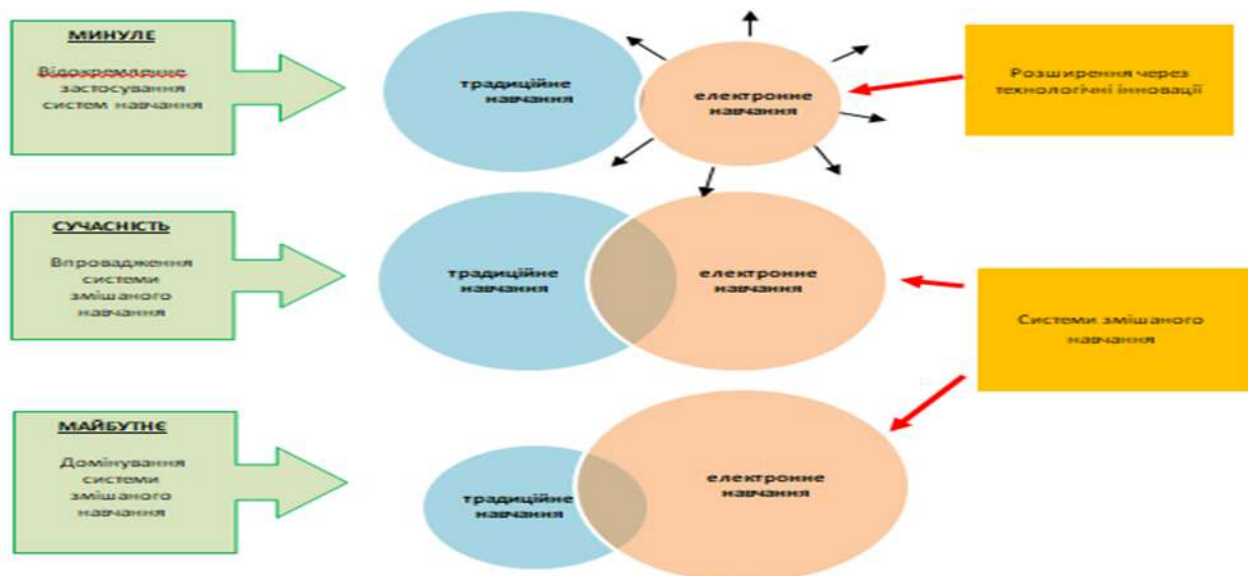 МИНУЛЕ
Відокремленне
застосування
систем навчання
традиційне
навчання
електронне
навчання
Розширення через
технологічні інновації
СУЧАСНІСТЬ
Впровадження
системи
змішаного
навчання
традиційне
навчання
електронне
навчання
Системи змішаного
навчання
МАЙБУТНЄ
Домінування
системи
змішаного
навчання
традиційне
навчання
електронне
навчання